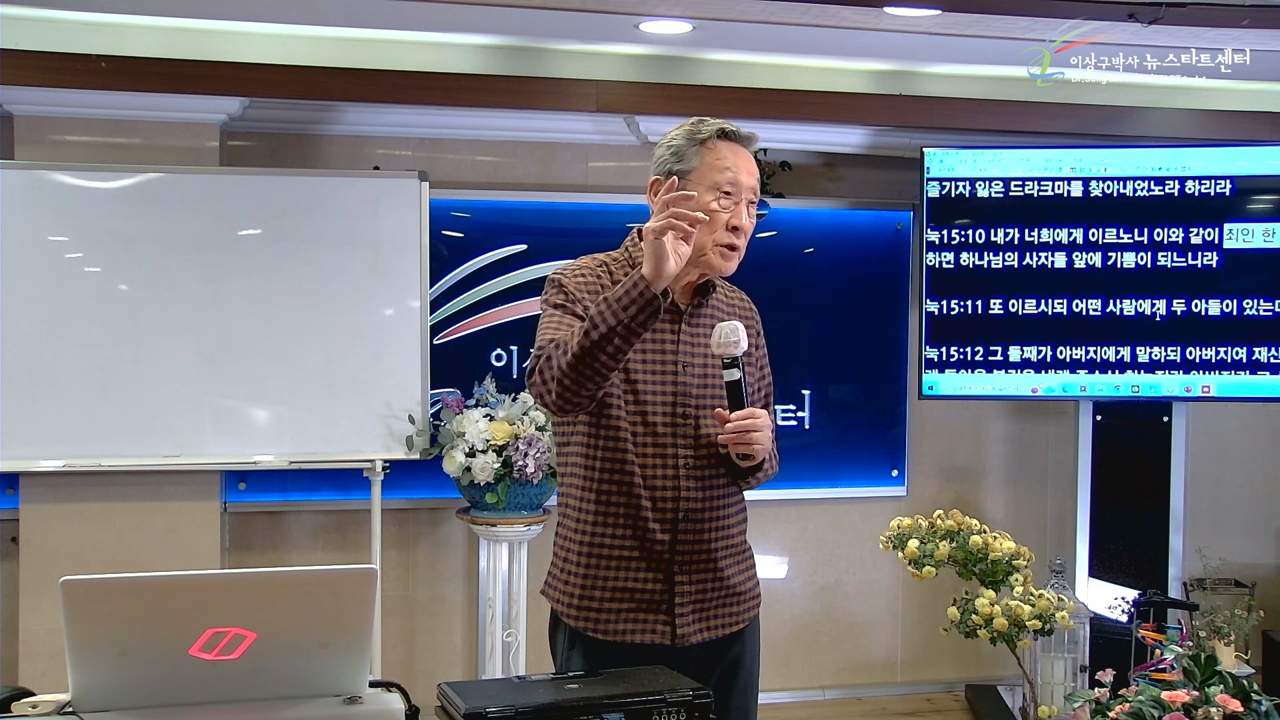 이상구박사 뉴스타트센터
즐기자 잃은 드라크마를 찾아내었노라 하리라
눅15:10 내가 너희에게 이르노니 이와 같이 죄인 한
하면 하나님의 사자들 앞에 기쁨이 되느니라
눅15:11 또 이르시되 어떤 사람에게 두 아들이 있는데
눅15:12 그 둘째가 아버지에게 말하되 아버지여 재산
이
터